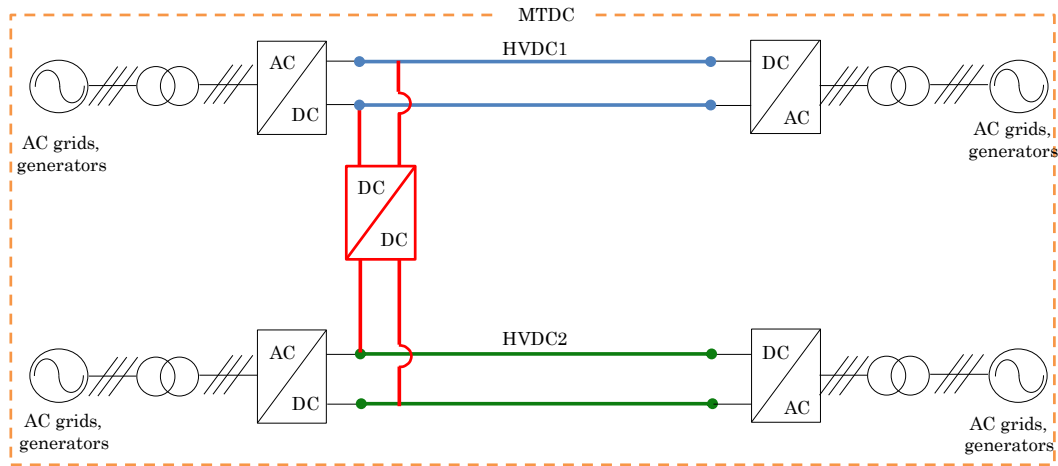 MTDC
HVDC1
AC
DC
DC
AC
AC grids,
generators
AC grids,
generators
DC
DC
HVDC2
AC
DC
DC
AC
AC grids,
generators
AC grids,
generators